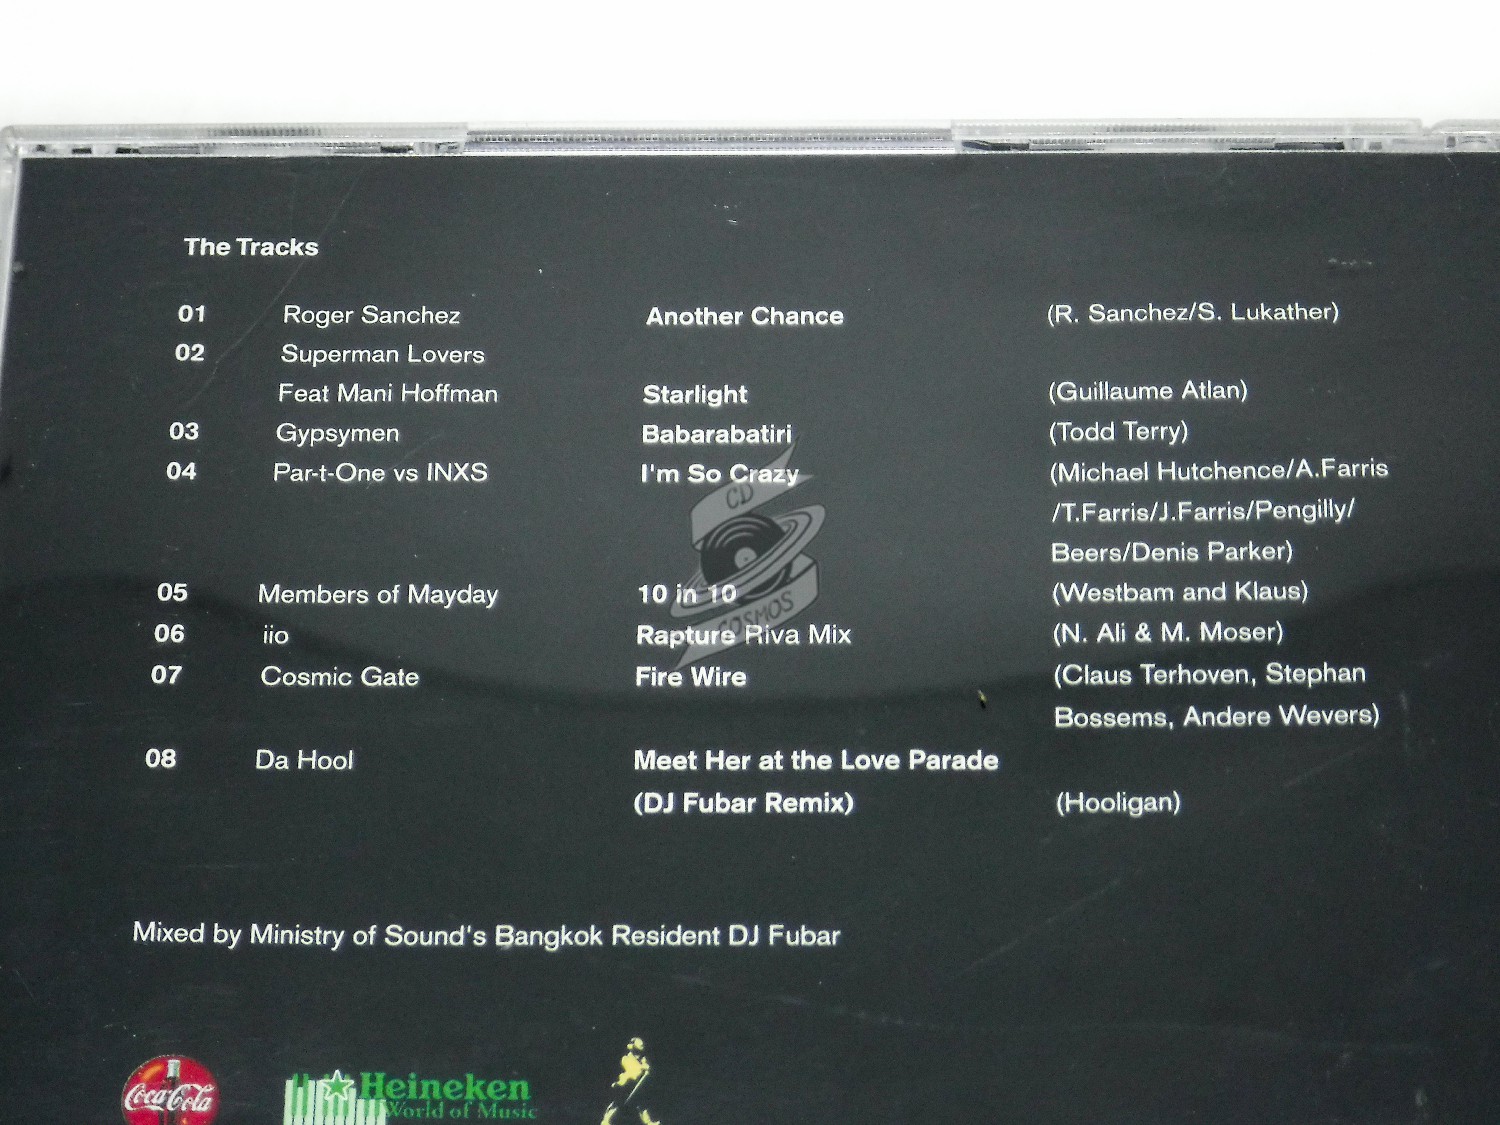 The Tracks
01 Roger Sanchez Another Chance (R. Sanchez/S. Lukather)
02 Superman Lovers
Feat Mani Hoffman Starlight (Guillaume Atlan)
03 Gypsymen Babarabatiri (Todd Terry)
04 Par-t-One vs INXS I'm So Crazy (Michael Hutchence/A.Farris
/T.Farris/J.Farris/Pengilly/
Beers/Denis Parker)
05 Members of Mayday 10 in 10 (Westbam and Klaus)
06 iio Rapture Riva Mix (N. Ali & M. Moser)
07 Cosmic Gate Fire Wire (Claus Terhoven, Stephan
Bossems, Andere Wevers)
08 Da Hool Meet Her at the Love Parade
(DJ Fubar Remix) (Hooligan)
Mixed by Ministry of Sound's Bangkok Resident DJ Fubar
Coca-Cola
Heineken
World of Music
CD
COSMOS